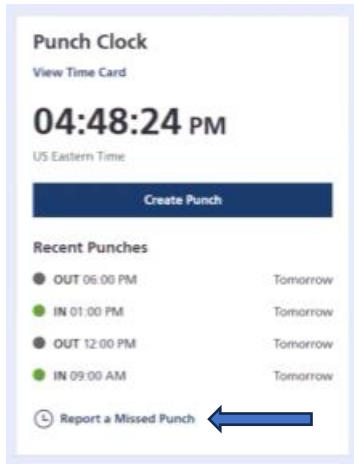 Punch Clock
View Time Card
04:48:24 PM
US Eastern Time
Create Punch
Recent Punches
OUT 06:00 PM Tomorrow
IN 01:00 PM Tomorrow
OUT 12:00 PM Tomorrow
IN 09:00 AM Tomorrow
Report a Missed Punch